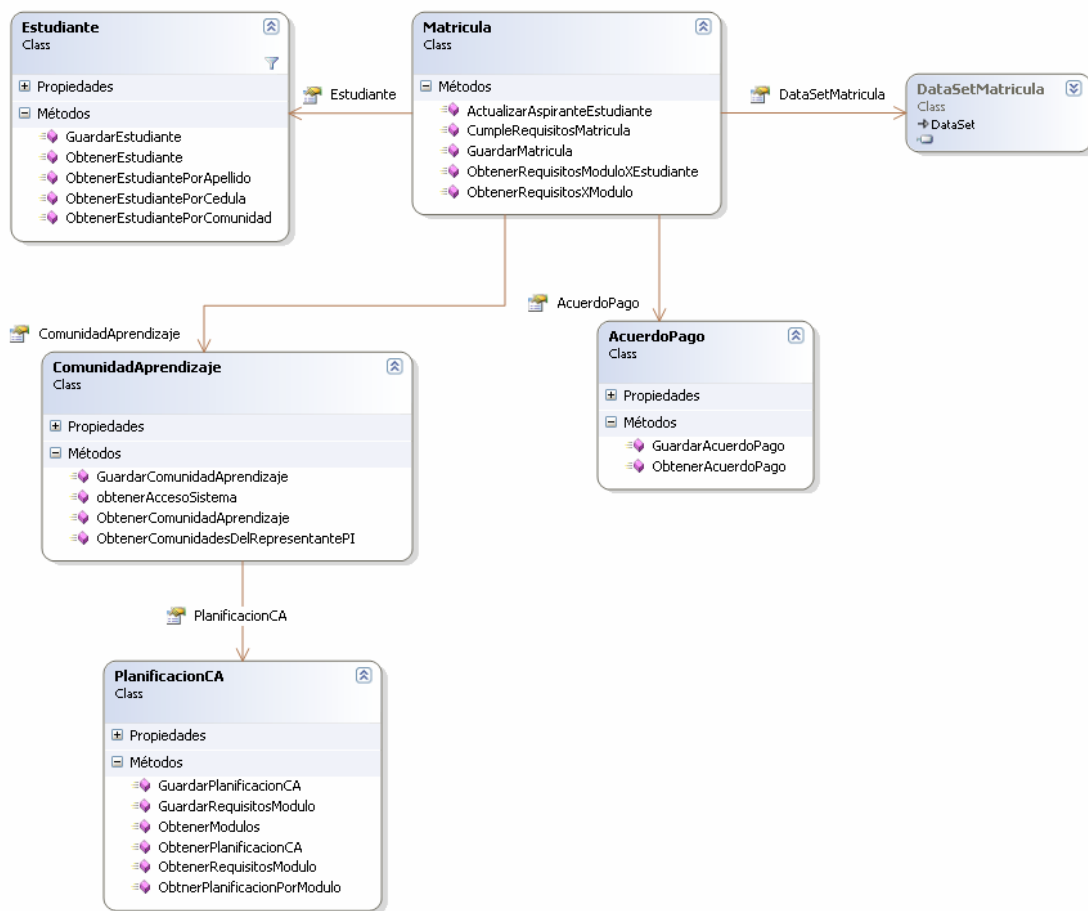 Estudiante
Class
Propiedades
Métodos
GuardarEstudiante
ObtenerEstudiante
ObtenerEstudiantePorApellido
ObtenerEstudiantePorCedula
ObtenerEstudiantePorComunidad
Estudiante
Matricula
Class
Métodos
ActualizarAspiranteEstudiante
CumpleRequisitosMatricula
GuardarMatricula
ObtenerRequisitosModuloXEstudiante
ObtenerRequisitosXModulo
DataSetMatricula
DataSetMatricula
Class
DataSet
ComunidadAprendizaje
AcuerdoPago
ComunidadAprendizaje
Class
Propiedades
Métodos
GuardarComunidadAprendizaje
obtenerAccesoSistema
ObtenerComunidadAprendizaje
ObtenerComunidadesDelRepresentantePI
AcuerdoPago
Class
Propiedades
Métodos
GuardarAcuerdoPago
ObtenerAcuerdoPago
PlanificacionCA
PlanificacionCA
Class
Propiedades
Métodos
GuardarPlanificacionCA
GuardarRequisitosModulo
ObtenerModulos
ObtenerPlanificacionCA
ObtenerRequisitosModulo
ObtnerPlanificacionPorModulo